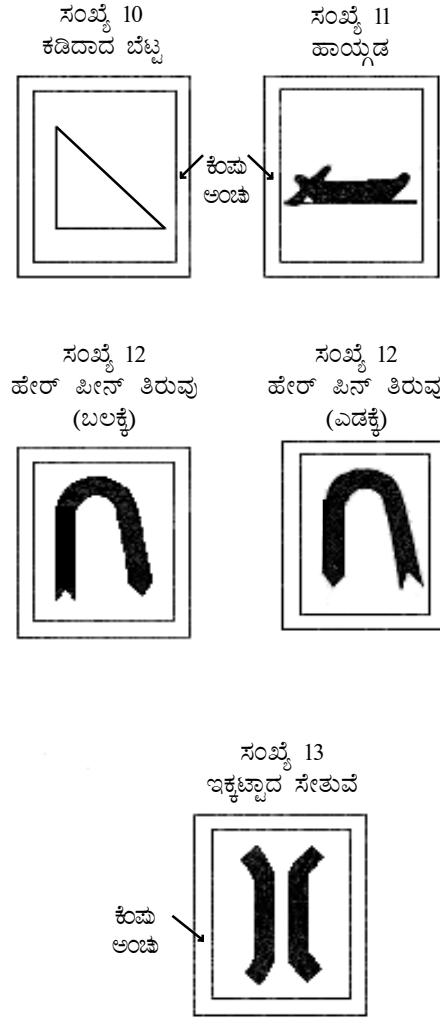 ಸಂಖ್ಯೆ 10
ಕಡಿದಾದ ಬೆಟ್ಟ
ಸಂಖ್ಯೆ 11
ಹಾಯ್ಗಡ
ಕೆಂಪು
ಅಂಚು
ಸಂಖ್ಯೆ 12
ಹೇರ್ ಪೀನ್ ತಿರುವು
(ಬಲಕ್ಕೆ)
ಸಂಖ್ಯೆ 12
ಹೇರ್ ಪಿನ್ ತಿರುವು
(ಎಡಕ್ಕೆ)
ಸಂಖ್ಯೆ 13
ಇಕ್ಕಟ್ಟಾದ ಸೇತುವೆ
ಕೆಂಪು
ಅಂಚು